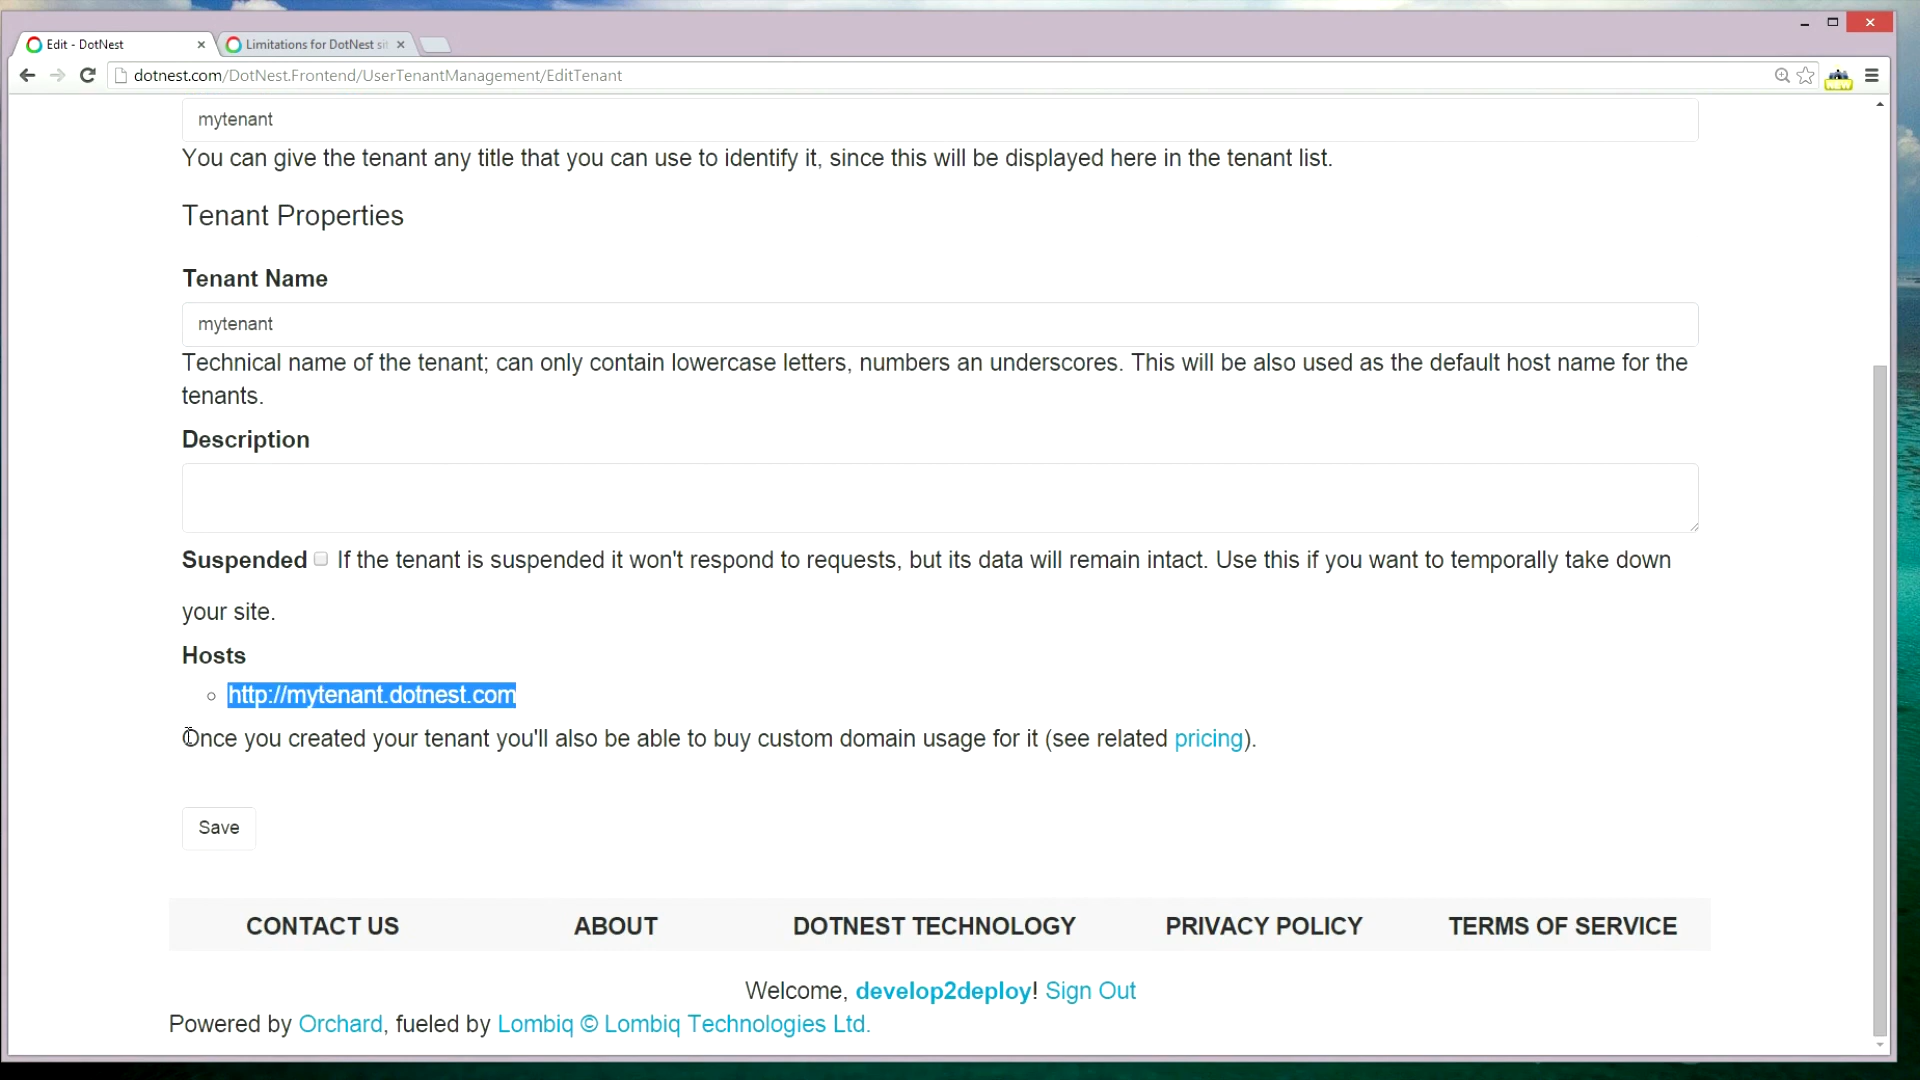 Edit - DotNest
Limitations for DotNest sit
dotnest.com/DotNest.Frontend/UserTenantManagement/EditTenant
mytenant
You can give the tenant any title that you can use to identify it, since this will be displayed here in the tenant list.
Tenant Properties
Tenant Name
mytenant
Technical name of the tenant; can only contain lowercase letters, numbers an underscores. This will be also used as the default host name for the
tenants.
Description
Suspended If the tenant is suspended it won't respond to requests, but its data will remain intact. Use this if you want to temporally take down
your site.
Hosts
http://mytenant.dotnest.com
Once you created your tenant you'll also be able to buy custom domain usage for it (see related pricing).
Save
CONTACT US ABOUT DOTNEST TECHNOLOGY PRIVACY POLICY TERMS OF SERVICE
Welcome, develop2deploy! Sign Out
Powered by Orchard, fueled by Lombiq © Lombiq Technologies Ltd.